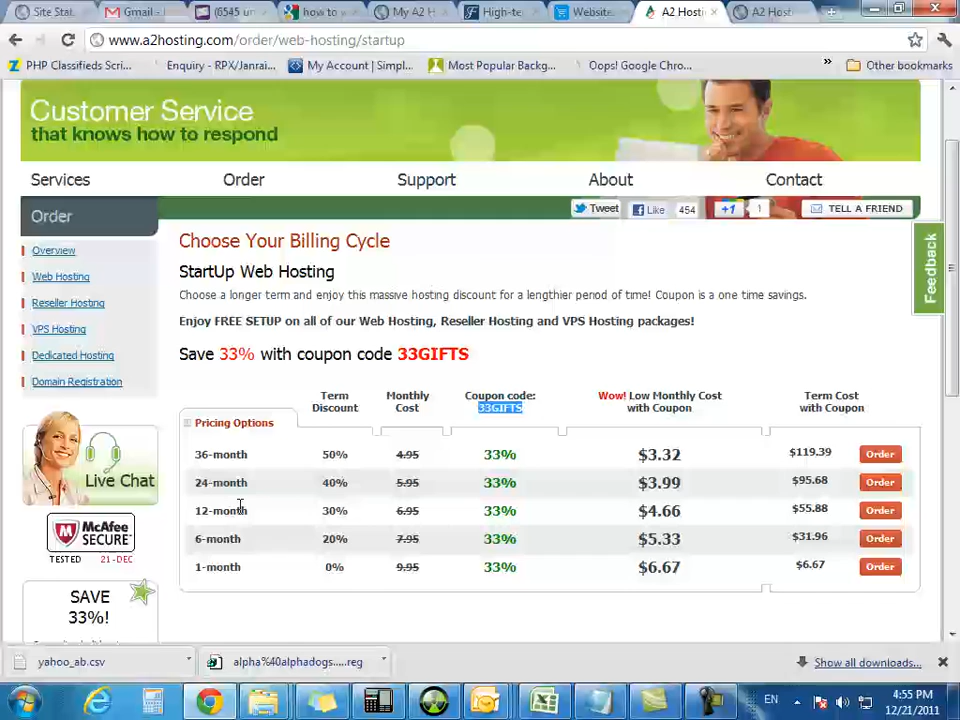 Site Stat
Gmail -
(6545 un
how to w
My A2 H
High-te
Website
A2 Hosti
A2 Host
www.a2hosting.com/order/web-hosting/startup
PHP Classifieds Scri...
Enquiry - RPX/Janrai...
My Account | Simpl...
Most Popular Backg...
Oops! Google Chro...
»
Other bookmarks
Customer Service
that knows how to respond
Services
Order
Support
About
Contact
Order
Tweet
Like
454
+1
1
TELL A FRIEND
Feedback
Overview
Web Hosting
Reseller Hosting
VPS Hosting
Dedicated Hosting
Domain Registration
Live Chat
McAfee
SECURE
TESTED 21-DEC
SAVE
33%!
Choose Your Billing Cycle
StartUp Web Hosting
Choose a longer term and enjoy this massive hosting discount for a lengthier period of time! Coupon is a one time savings.
Enjoy FREE SETUP on all of our Web Hosting, Reseller Hosting and VPS Hosting packages!
Save 33% with coupon code 33GIFTS
Pricing Options
Term Discount
Monthly Cost
Coupon code: 33GIFTS
Wow! Low Monthly Cost with Coupon
Term Cost with Coupon
36-month 50% 4.95 33% $3.32 $119.39 Order
24-month 40% 5.95 33% $3.99 $95.68 Order
12-month 30% 6.95 33% $4.66 $55.88 Order
6-month 20% 7.95 33% $5.33 $31.96 Order
1-month 0% 9.95 33% $6.67 $6.67 Order
yahoo_ab.csv
alpha%40alphadogs.....reg
Show all downloads...
EN
4:55 PM
12/21/2011